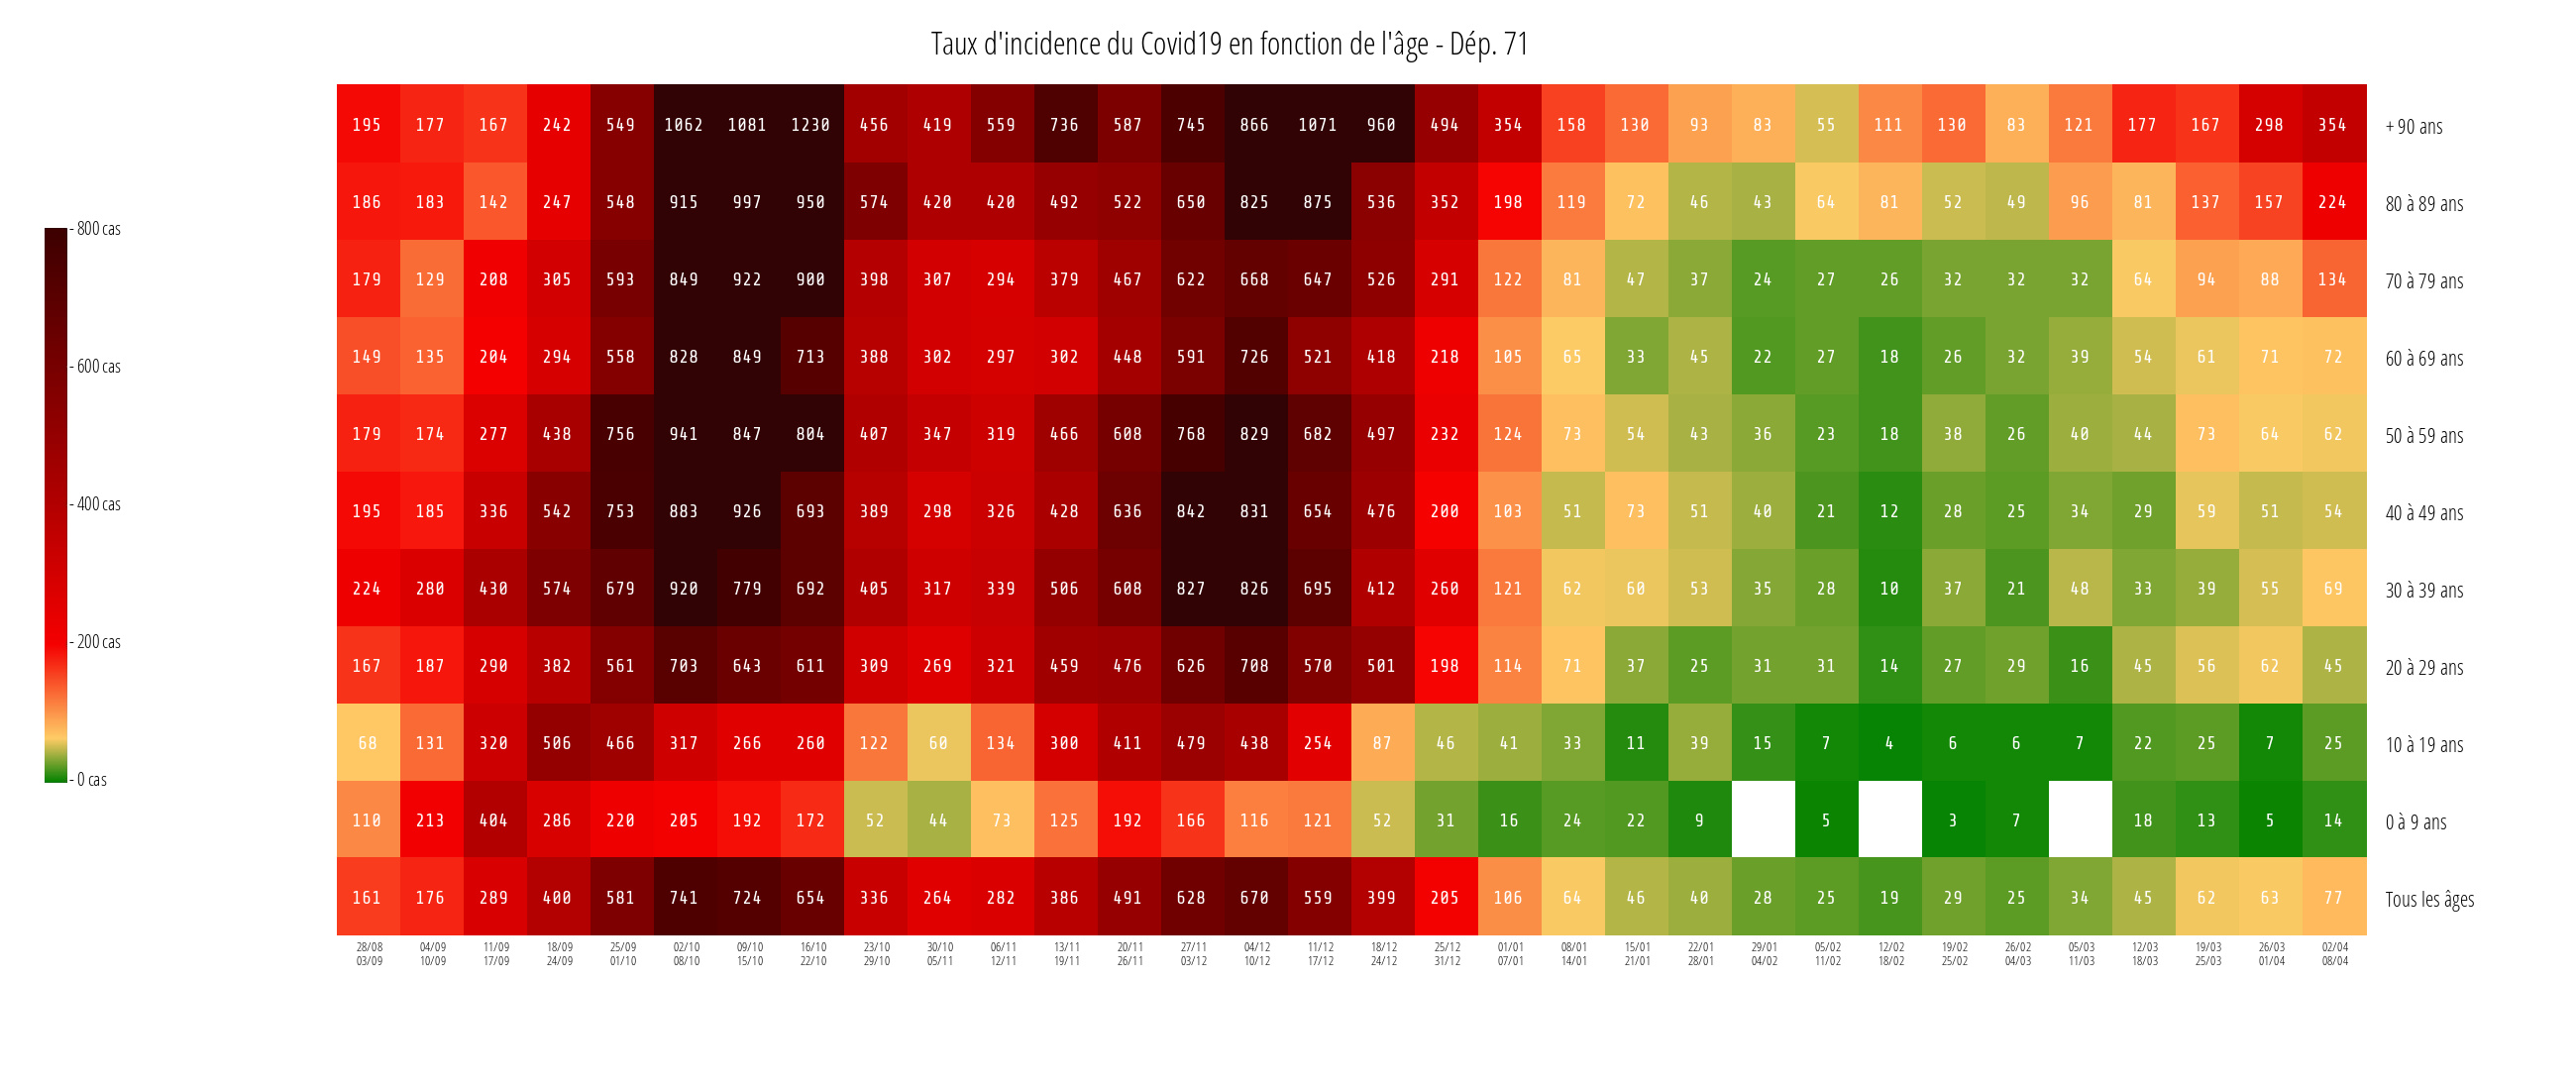 Taux d'incidence du Covid19 en fonction de l'âge - Dép. 71
- 800 cas
- 600 cas
- 400 cas
- 200 cas
- 0 cas
195 177 167 242 549 1062 1081 1230 456 419 559 736 587 745 866 1071 960 494 354 158 130 93 83 55 111 130 83 121 177 167 298 354 + 90 ans
186 183 142 247 548 915 997 950 574 420 420 492 522 650 825 875 536 352 198 119 72 46 43 64 81 52 49 96 81 137 157 224 80 à 89 ans
179 129 208 305 593 849 922 900 398 307 294 379 467 622 668 647 526 291 122 81 47 37 24 27 26 32 32 32 64 94 88 134 70 à 79 ans
149 135 204 294 558 828 849 713 388 302 297 302 448 591 726 521 418 218 105 65 33 45 22 27 18 26 32 39 54 61 71 72 60 à 69 ans
179 174 277 438 756 941 847 804 407 347 319 466 608 768 829 682 497 232 124 73 54 43 36 23 18 38 26 40 44 73 64 62 50 à 59 ans
195 185 336 542 753 883 926 693 389 298 326 428 636 842 831 654 476 200 103 51 73 51 40 21 12 28 25 34 29 59 51 54 40 à 49 ans
224 280 430 574 679 920 779 692 405 317 339 506 608 827 826 695 412 260 121 62 60 53 35 28 10 37 21 48 33 39 55 69 30 à 39 ans
167 187 290 382 561 703 643 611 309 269 321 459 476 626 708 570 501 198 114 71 37 25 31 31 14 27 29 16 45 56 62 45 20 à 29 ans
68 131 320 506 466 317 266 260 122 60 134 300 411 479 438 254 87 46 41 33 11 39 15 7 4 6 6 7 22 25 7 25 10 à 19 ans
110 213 404 286 220 205 192 172 52 44 73 125 192 166 116 121 52 31 16 24 22 9 5 3 7 18 13 5 14 0 à 9 ans
161 176 289 400 581 741 724 654 336 264 282 386 491 628 670 559 399 205 106 64 46 40 28 25 19 29 25 34 45 62 63 77 Tous les âges
28/08 04/09 11/09 18/09 25/09 02/10 09/10 16/10 23/10 30/10 06/11 13/11 20/11 27/11 04/12 11/12 18/12 25/12 01/01 08/01 15/01 22/01 29/01 05/02 12/02 19/02 26/02 05/03 12/03 19/03 26/03 02/04
03/09 10/09 17/09 24/09 01/10 08/10 15/10 22/10 29/10 05/11 12/11 19/11 26/11 03/12 10/12 17/12 24/12 31/12 07/01 14/01 21/01 28/01 04/02 11/02 18/02 25/02 04/03 11/03 18/03 25/03 01/04 08/04